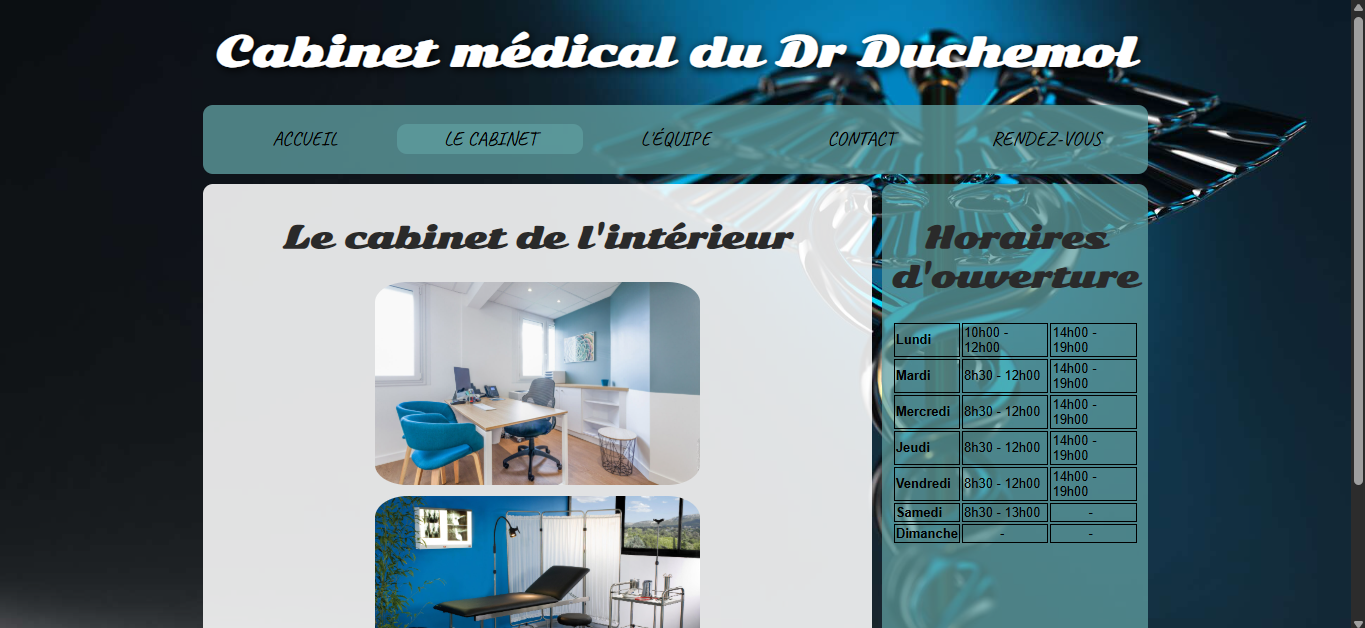 Cabinet médical du Dr Duchemol
ACCUEIL LE CABINET L'ÉQUIPE CONTACT RENDEZ-VOUS
Le cabinet de l'intérieur
Horaires
d'ouverture
Lundi 10h00 - 12h00 14h00 - 19h00
Mardi 8h30 - 12h00 14h00 - 19h00
Mercredi 8h30 - 12h00 14h00 - 19h00
Jeudi 8h30 - 12h00 14h00 - 19h00
Vendredi 8h30 - 12h00 14h00 - 19h00
Samedi 8h30 - 13h00 -
Dimanche - -